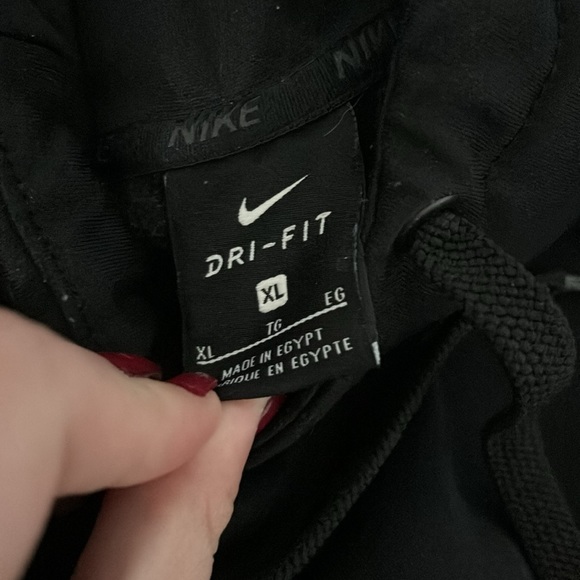 NIKE NIKE
DRI-FIT
XL
XL TG EG
MADE IN EGYPT
EN EGYPTE